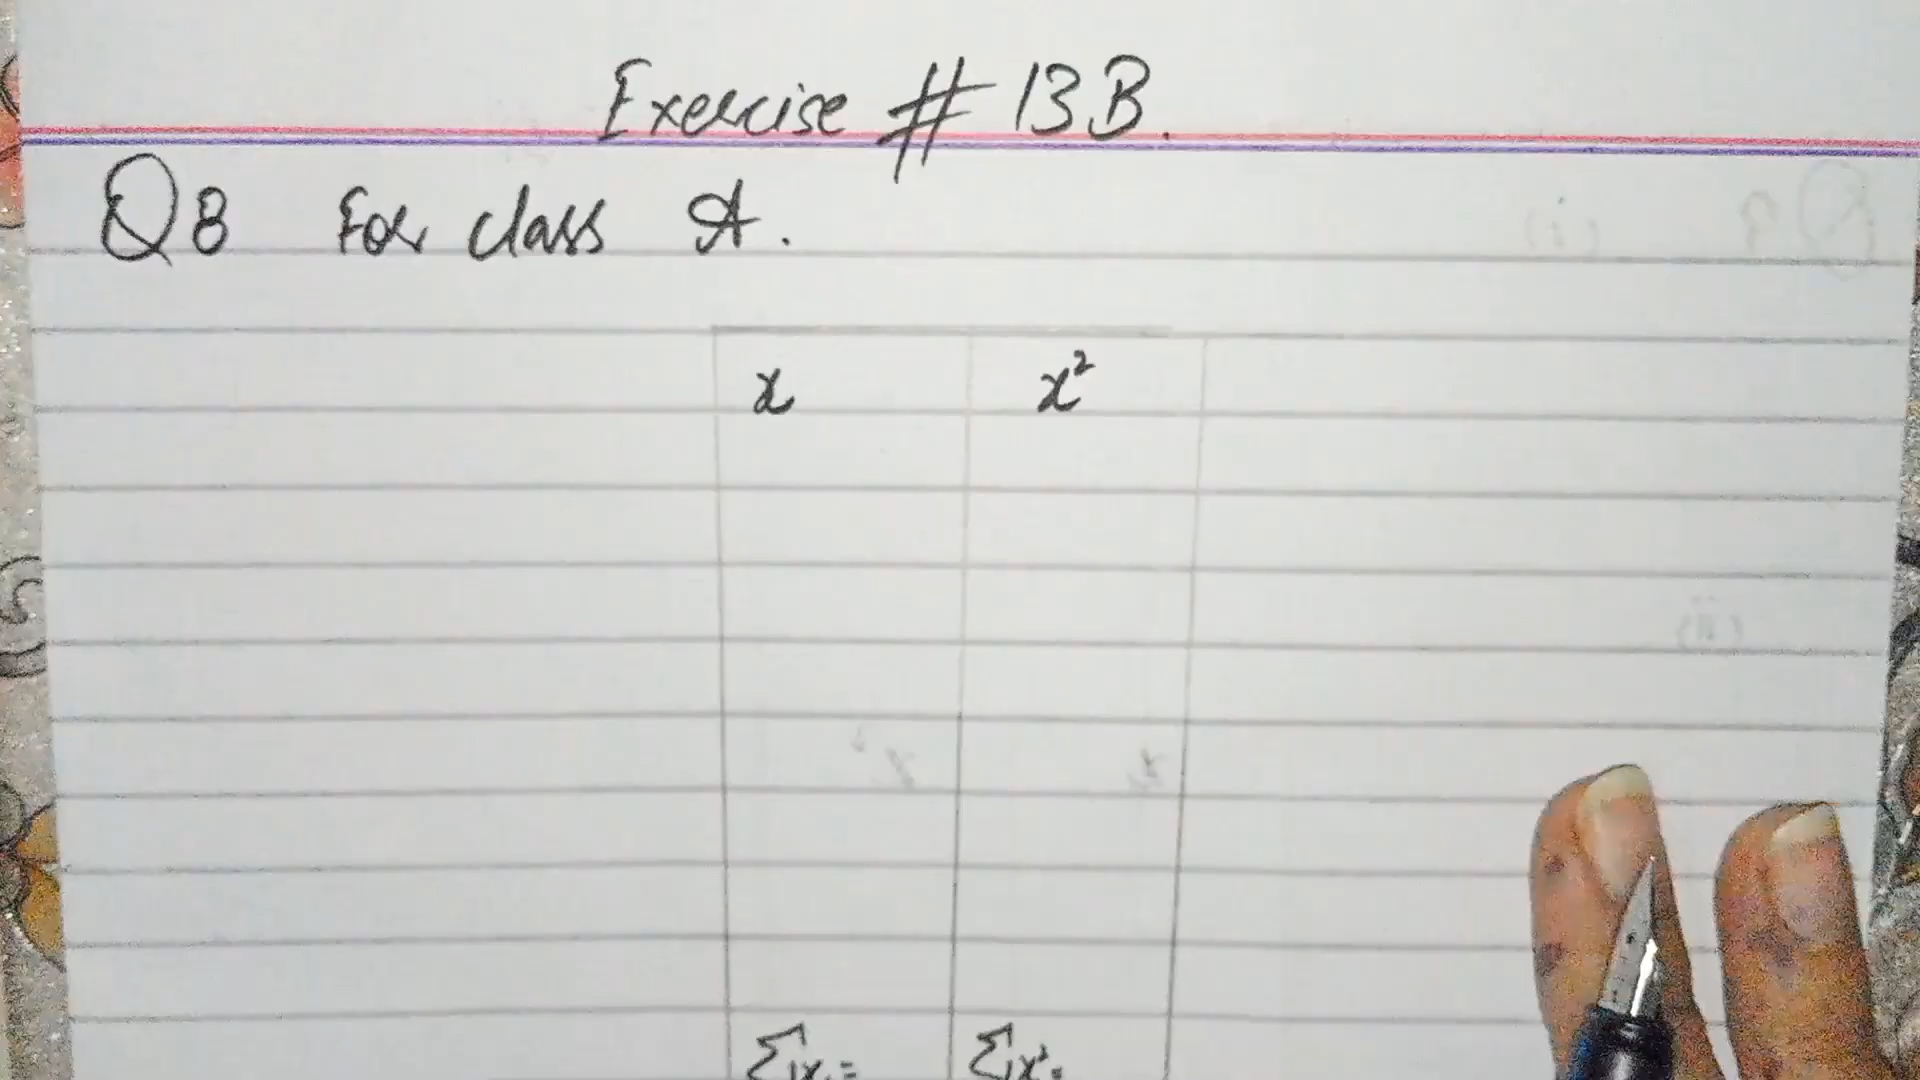 Exercise # 13B.
Q8 For class A.
x x²
Σx = Σx² =